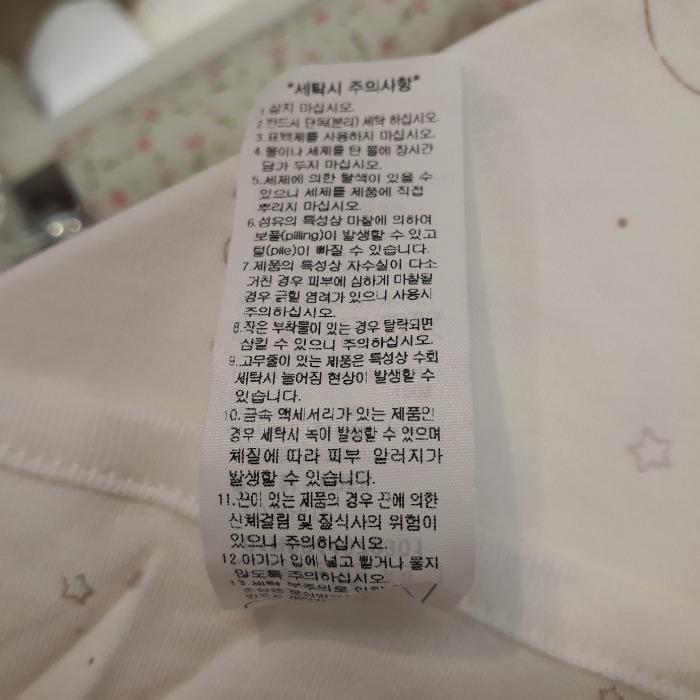 *세탁시 주의사항*
1. 삶지 마십시오.
2. 반드시 단독(분리) 세탁 하십시오.
3. 표백제를 사용하지 마십시오.
4. 물이나 세제를 탄 물에 장시간
담가 두지 마십시오.
5. 세제에 의한 탈색이 있을 수
있으니 세제를 제품에 직접
뿌리지 마십시오.
6. 섬유의 특성상 마찰에 의하여
보풀(pilling)이 발생할 수 있고
털(pile)이 빠질 수 있습니다.
7. 제품의 특성상 자수실이 다소
거친 경우 피부에 심하게 마찰될
경우 긁힐 염려가 있으니 사용시
주의하십시오.
8. 작은 부착물이 있는 경우 탈락되면
삼킬 수 있으니 주의하십시오.
9. 고무줄이 있는 제품은 특성상 수회
세탁시 늘어짐 현상이 발생할 수
있습니다.
10. 금속 액세서리가 있는 제품인
경우 세탁시 녹이 발생할 수 있으며
체질에 따라 피부 알러지가
발생할 수 있습니다.
11. 끈이 있는 제품의 경우 끈에 의한
신체걸림 및 질식사의 위험이
있으니 주의하십시오.
12. 아기가 입에 넣고 빨거나 물지
않도록 주의하십시오.
13. 세탁 부주의로 인한